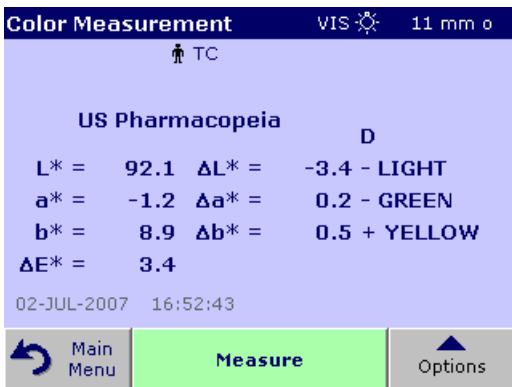 Color Measurement VIS 11 mm o
TC
US Pharmacopeia D
L* = 92.1 ΔL* = -3.4 - LIGHT
a* = -1.2 Δa* = 0.2 - GREEN
b* = 8.9 Δb* = 0.5 + YELLOW
ΔE* = 3.4
02-JUL-2007 16:52:43
Main Menu Measure Options